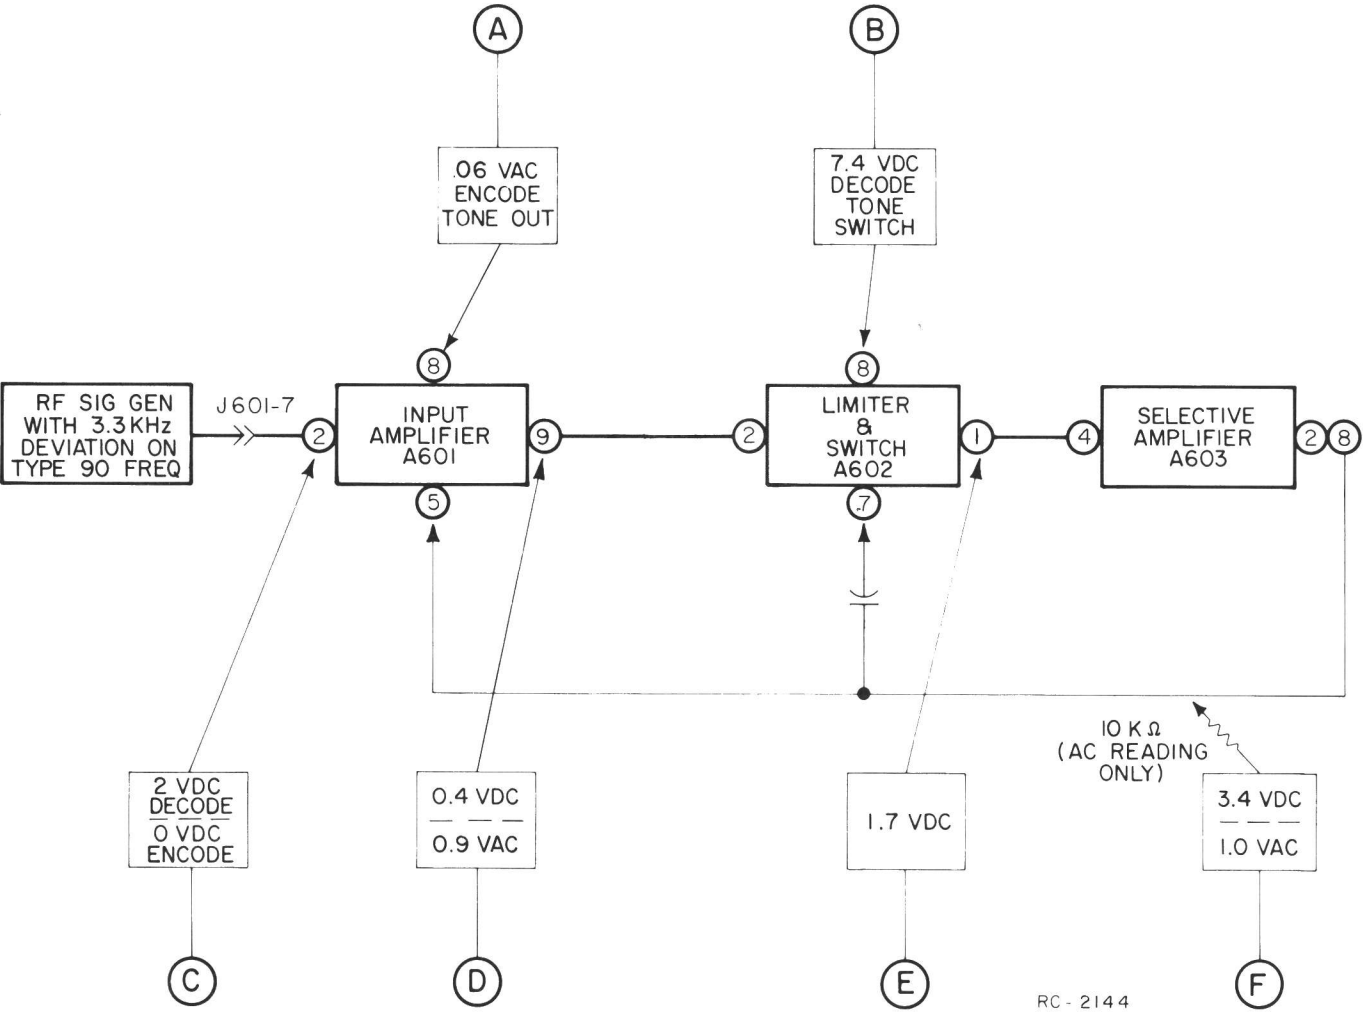 A
B
.06 VAC
ENCODE
TONE OUT
7.4 VDC
DECODE
TONE
SWITCH
8
8
RF SIG GEN
WITH 3.3KHz
DEVIATION ON
TYPE 90 FREQ
J601-7
2
INPUT
AMPLIFIER
A601
9
5
2
LIMITER
&
SWITCH
A602
1
7
4
SELECTIVE
AMPLIFIER
A603
2
8
10 K Ω
(AC READING
ONLY)
2 VDC
DECODE
0 VDC
ENCODE
0.4 VDC
0.9 VAC
1.7 VDC
3.4 VDC
1.0 VAC
C
D
E
F
RC-2144